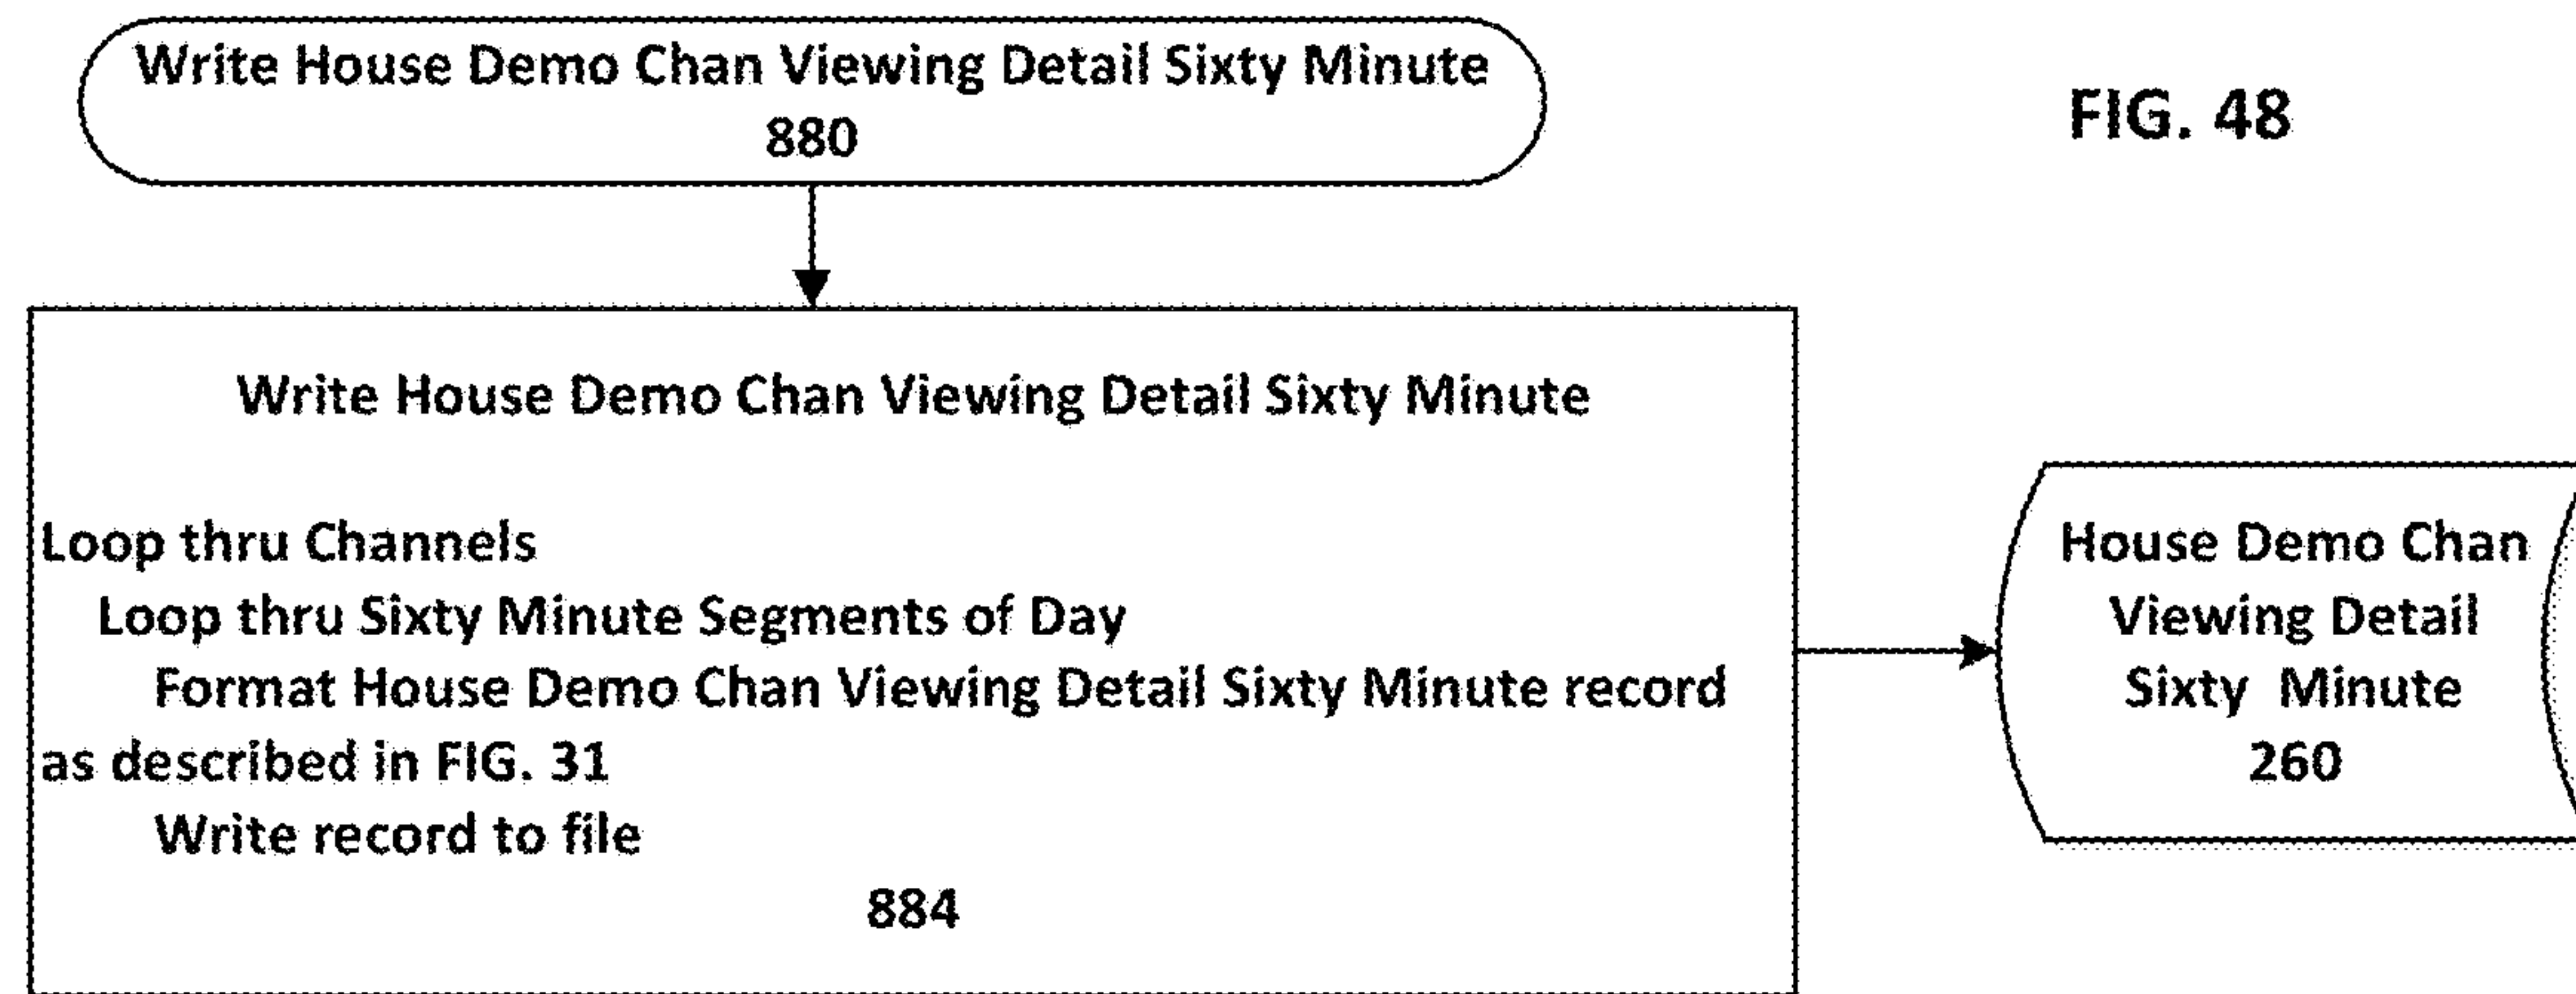 Write House Demo Chan Viewing Detail Sixty Minute
880
FIG. 48
Write House Demo Chan Viewing Detail Sixty Minute
Loop thru Channels
Loop thru Sixty Minute Segments of Day
Format House Demo Chan Viewing Detail Sixty Minute record
as described in FIG. 31
Write record to file
884
House Demo Chan
Viewing Detail
Sixty Minute
260